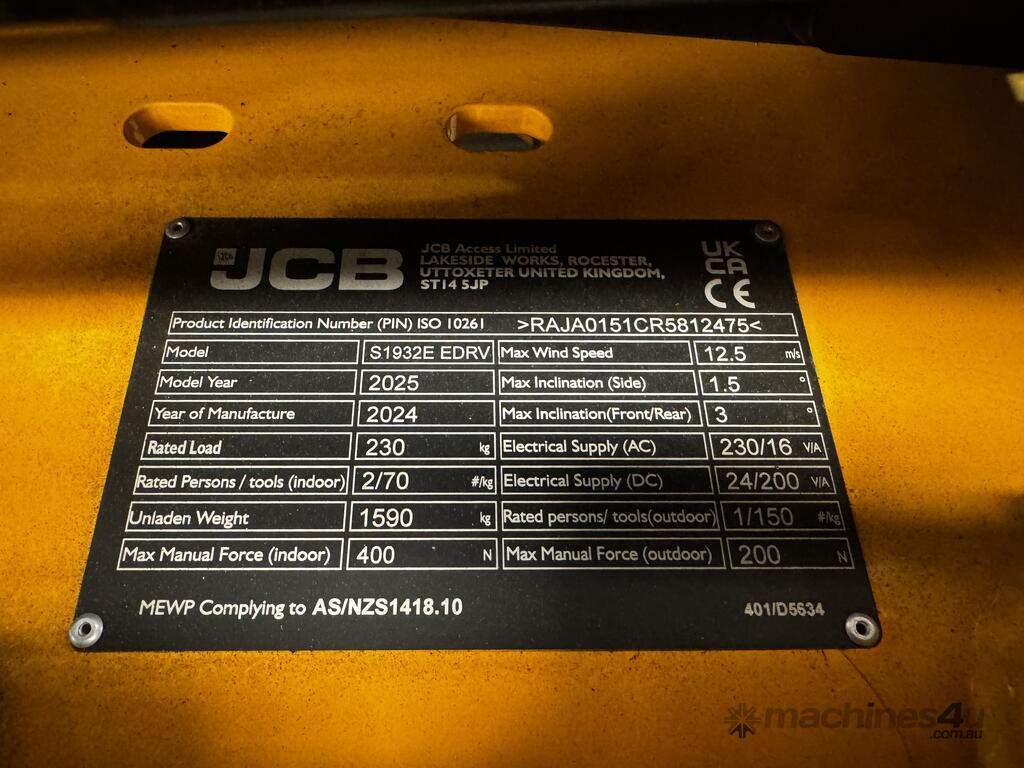 JCB
JCB Access Limited
LAKESIDE WORKS, ROCESTER,
UTTOXETER UNITED KINGDOM,
ST14 5JP
UK
CA
CE
Product Identification Number (PIN) ISO 10261 >RAJA0151CR5812475<
Model S1932E EDRV Max Wind Speed 12.5 m/s
Model Year 2025 Max Inclination (Side) 1.5 °
Year of Manufacture 2024 Max Inclination(Front/Rear) 3 °
Rated Load 230 kg Electrical Supply (AC) 230/16 V/A
Rated Persons / tools (indoor) 2/70 #/kg Electrical Supply (DC) 24/200 V/A
Unladen Weight 1590 kg Rated persons/ tools(outdoor) 1/150 #/kg
Max Manual Force (indoor) 400 N Max Manual Force (outdoor) 200 N
MEWP Complying to AS/NZS1418.10 401/D5634
machines4u
.com.au